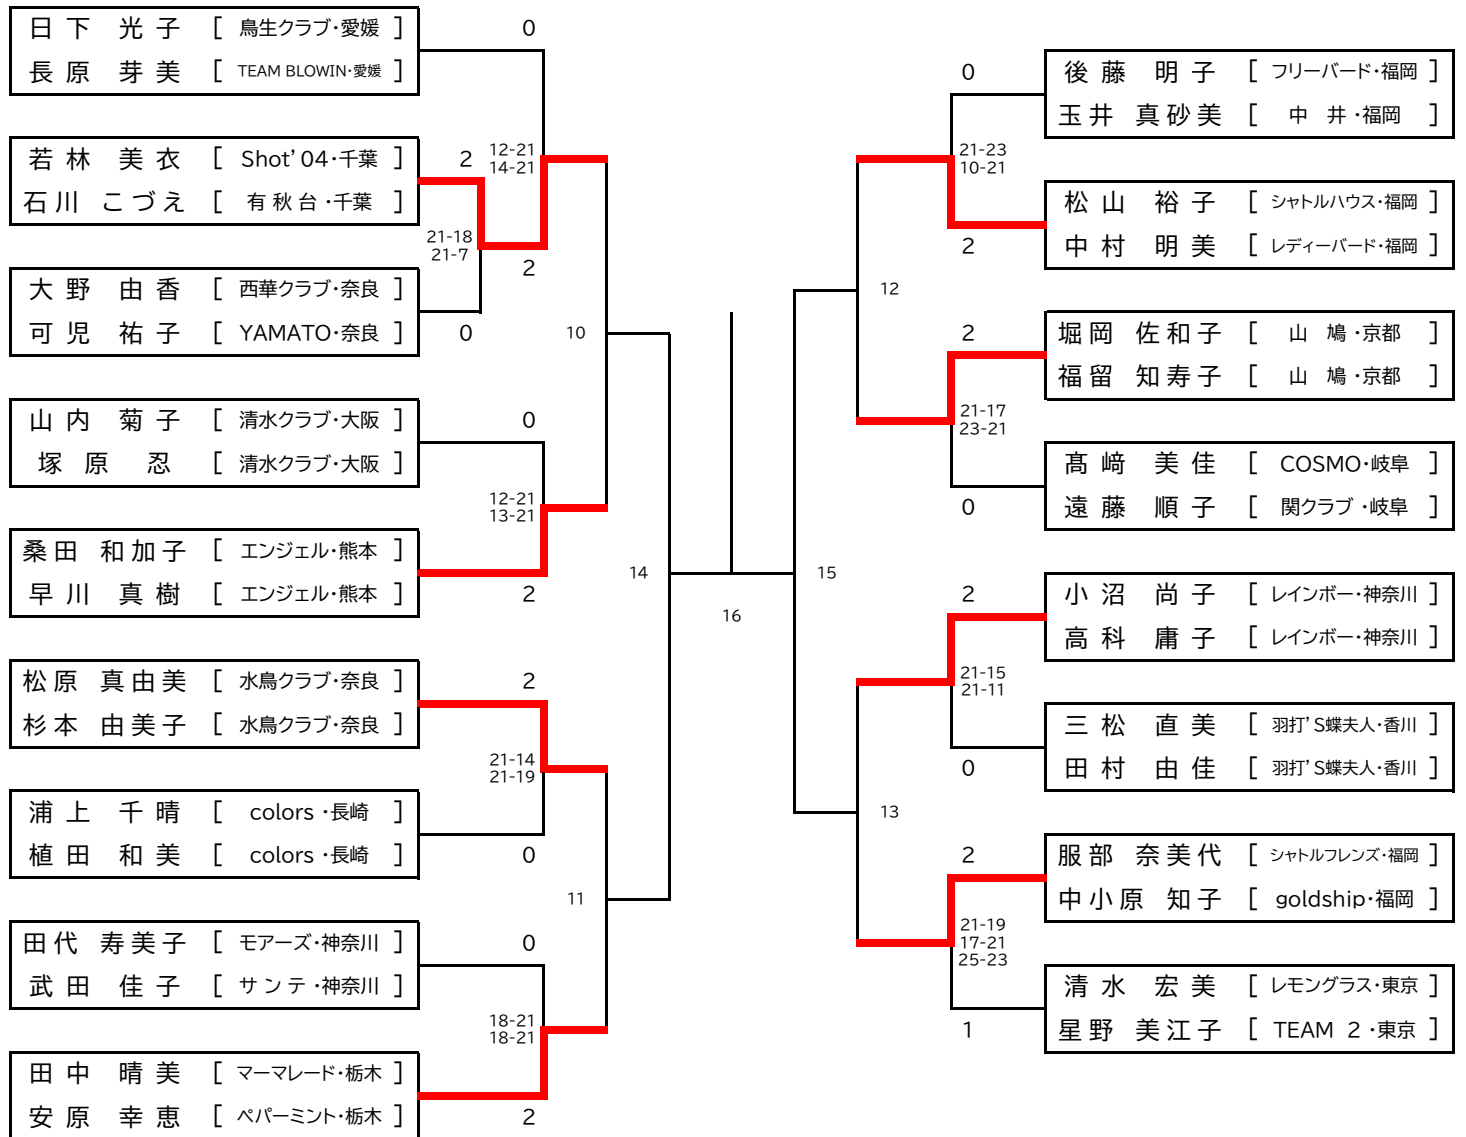 日下 光子 [ 鳥生クラブ・愛媛 ]
長原 芽美 [ TEAM BLOWIN・愛媛 ]
0
若林 美衣 [ Shot'04・千葉 ]
石川 こづえ [ 有秋台・千葉 ]
2
12-21
14-21
21-18
21-7
2
大野 由香 [ 西華クラブ・奈良 ]
可児 祐子 [ YAMATO・奈良 ]
0
10
山内 菊子 [ 清水クラブ・大阪 ]
塚原 忍 [ 清水クラブ・大阪 ]
0
12-21
13-21
桑田 和加子 [ エンジェル・熊本 ]
早川 真樹 [ エンジェル・熊本 ]
2
14
松原 真由美 [ 水鳥クラブ・奈良 ]
杉本 由美子 [ 水鳥クラブ・奈良 ]
2
21-14
21-19
浦上 千晴 [ colors・長崎 ]
植田 和美 [ colors・長崎 ]
0
11
田代 寿美子 [ モアーズ・神奈川 ]
武田 佳子 [ サンテ・神奈川 ]
0
18-21
18-21
田中 晴美 [ マーマレード・栃木 ]
安原 幸恵 [ ペパーミント・栃木 ]
2
16
0
後藤 明子 [ フリーバード・福岡 ]
玉井 真砂美 [ 中井・福岡 ]
21-23
10-21
松山 裕子 [ シャトルハウス・福岡 ]
中村 明美 [ レディーバード・福岡 ]
2
12
2
堀岡 佐和子 [ 山鳩・京都 ]
福留 知寿子 [ 山鳩・京都 ]
21-17
23-21
髙﨑 美佳 [ COSMO・岐阜 ]
遠藤 順子 [ 関クラブ・岐阜 ]
0
15
2
小沼 尚子 [ レインボー・神奈川 ]
高科 庸子 [ レインボー・神奈川 ]
21-15
21-11
三松 直美 [ 羽打'S蝶夫人・香川 ]
田村 由佳 [ 羽打'S蝶夫人・香川 ]
0
13
2
服部 奈美代 [ シャトルフレンズ・福岡 ]
中小原 知子 [ goldship・福岡 ]
21-19
17-21
25-23
清水 宏美 [ レモングラス・東京 ]
星野 美江子 [ TEAM 2・東京 ]
1